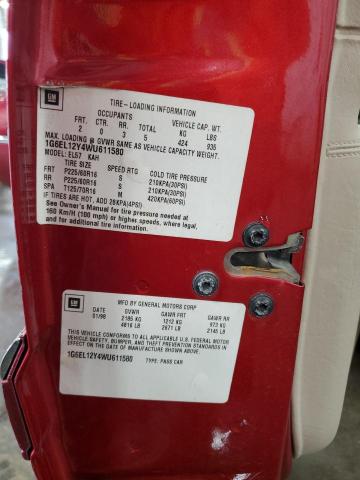 GM
TIRE-LOADING INFORMATION
OCCUPANTS VEHICLE CAP. WT.
FRT. CTR. RR. TOTAL KG LBS
2 0 3 5 424 935
MAX. LOADING @ GVWR SAME AS VEHICLE CAPACITY WEIGHT.
1G6EL12Y4WU611580
MODEL: EL57 KAH
TIRE SIZE SPEED RTG COLD TIRE PRESSURE
FRT P225/60R16 S 210KPA(30PSI)
RR P225/60R16 S 210KPA(30PSI)
SPA T125/70R16 M 420KPA(60PSI)
IF TIRES ARE HOT, ADD 28KPA(4PSI)
See Owner's Manual for tire pressure at
160 Km/H (100 mph) or higher speeds
and for additional information.
GM
MFD BY GENERAL MOTORS CORP
DATE GVWR GAWR FRT GAWR RR
01/98 2185 KG 1212 KG 973 KG
4816 LB 2671 LB 2145 LB
THIS VEHICLE CONFORMS TO ALL APPLICABLE U.S. FEDERAL MOTOR
VEHICLE SAFETY, BUMPER, AND THEFT PREVENTION STANDARDS IN
EFFECT ON THE DATE OF MANUFACTURE SHOWN ABOVE.
1G6EL12Y4WU611580 TYPE: PASS CAR